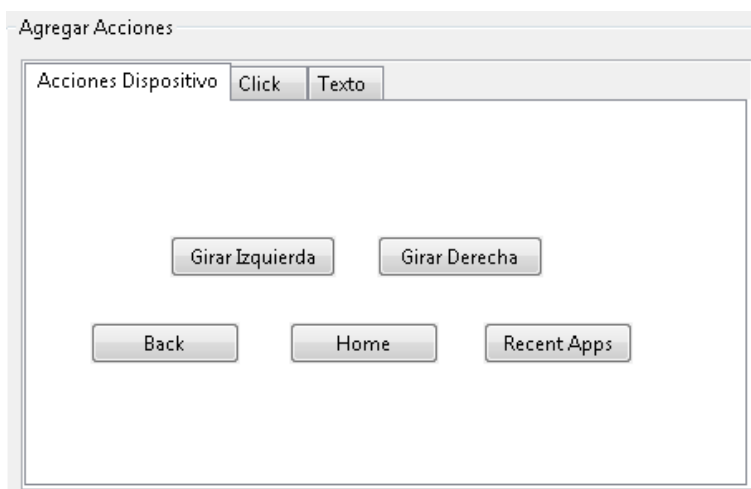 Agregar Acciones
Acciones Dispositivo Click Texto
Girar Izquierda Girar Derecha
Back Home Recent Apps